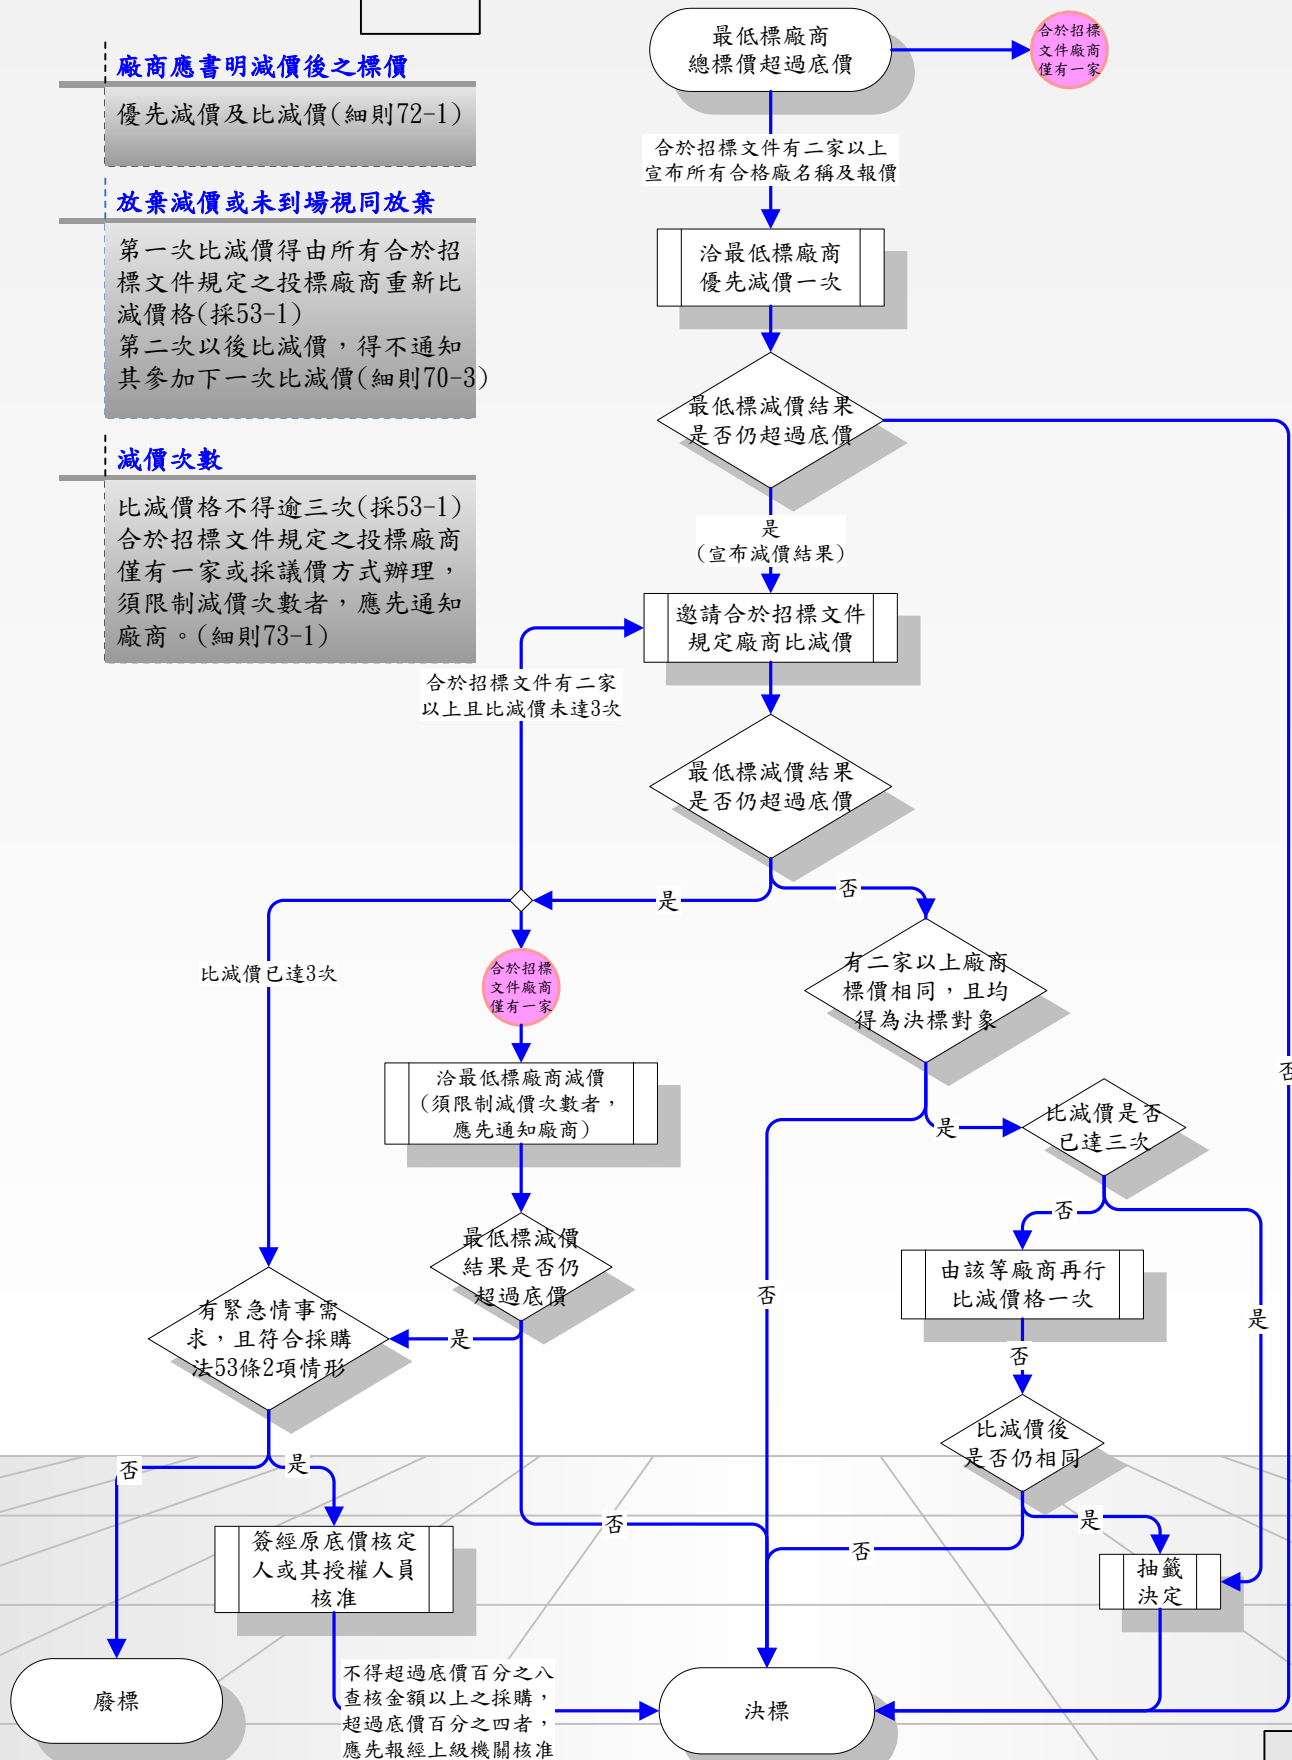 廠商應書明減價後之標價
優先減價及比減價(細則72-1)
放棄減價或未到場視同放棄
第一次比減價得由所有合於招
標文件規定之投標廠商重新比
減價格(採53-1)
第二次以後比減價，得不通知
其參加下一次比減價(細則70-3)
減價次數
比減價格不得逾三次(採53-1)
合於招標文件規定之投標廠商
僅有一家或採議價方式辦理，
須限制減價次數者，應先通知
廠商。(細則73-1)
最低標廠商
總標價超過底價
合於招標
文件廠商
僅有一家
合於招標文件有二家以上
宣布所有合格廠名稱及報價
洽最低標廠商
優先減價一次
最低標減價結果
是否仍超過底價
是
(宣布減價結果)
邀請合於招標文件
規定廠商比減價
合於招標文件有二家
以上且比減價未達3次
最低標減價結果
是否仍超過底價
是
否
比減價已達3次
合於招標
文件廠商
僅有一家
有二家以上廠商
標價相同，且均
得為決標對象
否
洽最低標廠商減價
(須限制減價次數者，
應先通知廠商)
是
比減價是否
已達三次
否
最低標減價
結果是否仍
超過底價
由該等廠商再行
比減價格一次
否
是
有緊急情事需
求，且符合採購
法53條2項情形
是
否
比減價後
是否仍相同
否
是
否
是
否
簽經原底價核定
人或其授權人員
核准
抽籤
決定
不得超過底價百分之八
查核金額以上之採購，
超過底價百分之四者，
應先報經上級機關核准
廢標
決標